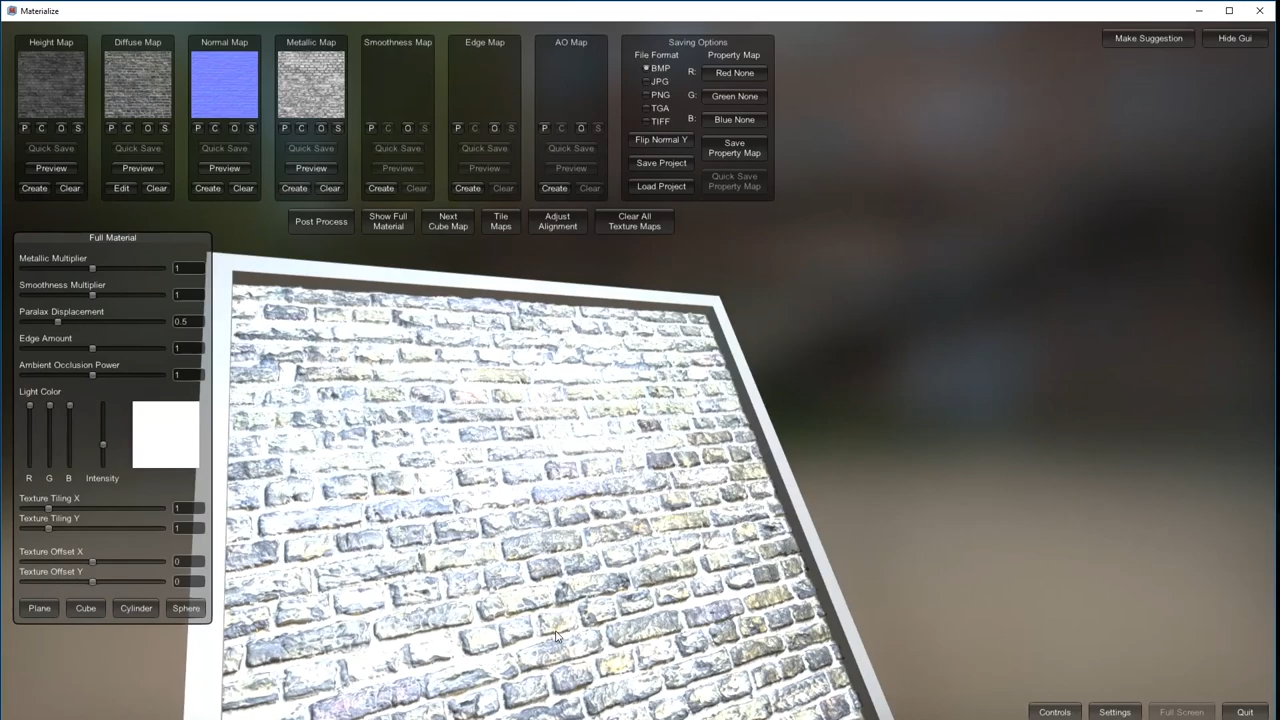 Materialize
Height Map
Diffuse Map
Normal Map
Metallic Map
Smoothness Map
Edge Map
AO Map
Saving Options
Make Suggestion
Hide Gui
File Format
Property Map
BMP
JPG
PNG
TGA
TIFF
R:
Red None
G:
Green None
B:
Blue None
P C O S
P C O S
P C O S
P C O S
P C O S
P C O S
P C O S
Quick Save
Quick Save
Quick Save
Quick Save
Quick Save
Quick Save
Quick Save
Preview
Preview
Preview
Preview
Preview
Preview
Preview
Create Clear
Edit Clear
Create Clear
Create Clear
Create Clear
Create Clear
Create Clear
Flip Normal Y
Save Project
Load Project
Save
Property Map
Quick Save
Property Map
Post Process
Show Full
Material
Next
Cube Map
Tile
Maps
Adjust
Alignment
Clear All
Texture Maps
Full Material
Metallic Multiplier
1
Smoothness Multiplier
1
Paralax Displacement
0.5
Edge Amount
1
Ambient Occlusion Power
1
Light Color
R G B Intensity
Texture Tiling X
1
Texture Tiling Y
1
Texture Offset X
0
Texture Offset Y
0
Plane Cube Cylinder Sphere
Controls Settings Full Screen Quit